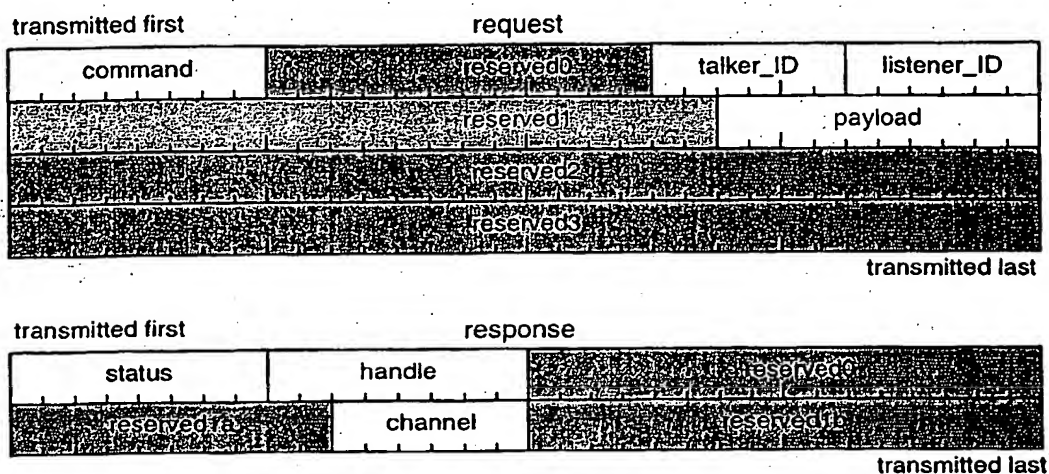 transmitted first request
command reserved0 talker_ID listener_ID
reserved1 payload
reserved2
reserved3
transmitted last
transmitted first response
status handle reserved0
reserved1a channel reserved1b
transmitted last